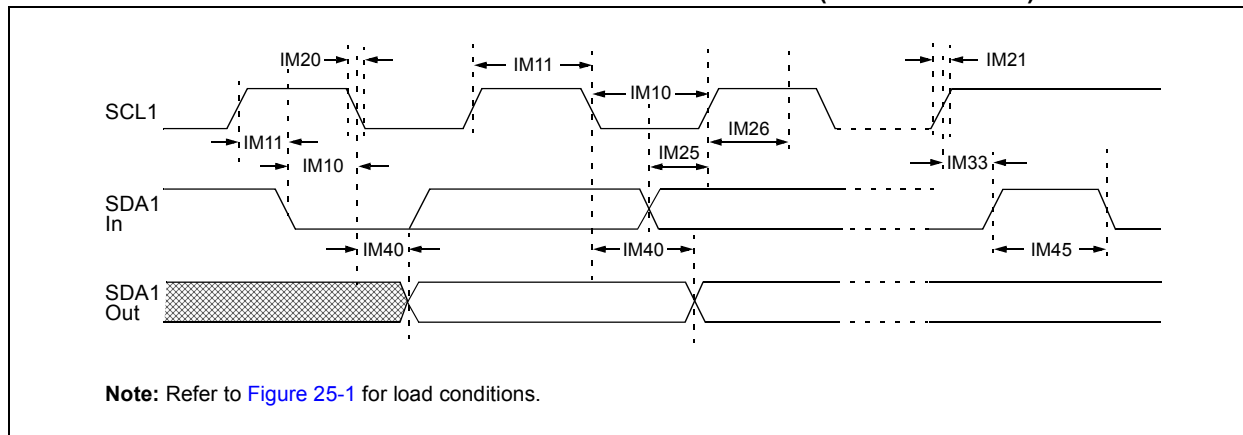 IM20
IM11
IM21
IM10
SCL1
IM26
IM11
IM25
IM10
IM33
SDA1
In
IM40
IM40
IM45
SDA1
Out
Note: Refer to Figure 25-1 for load conditions.